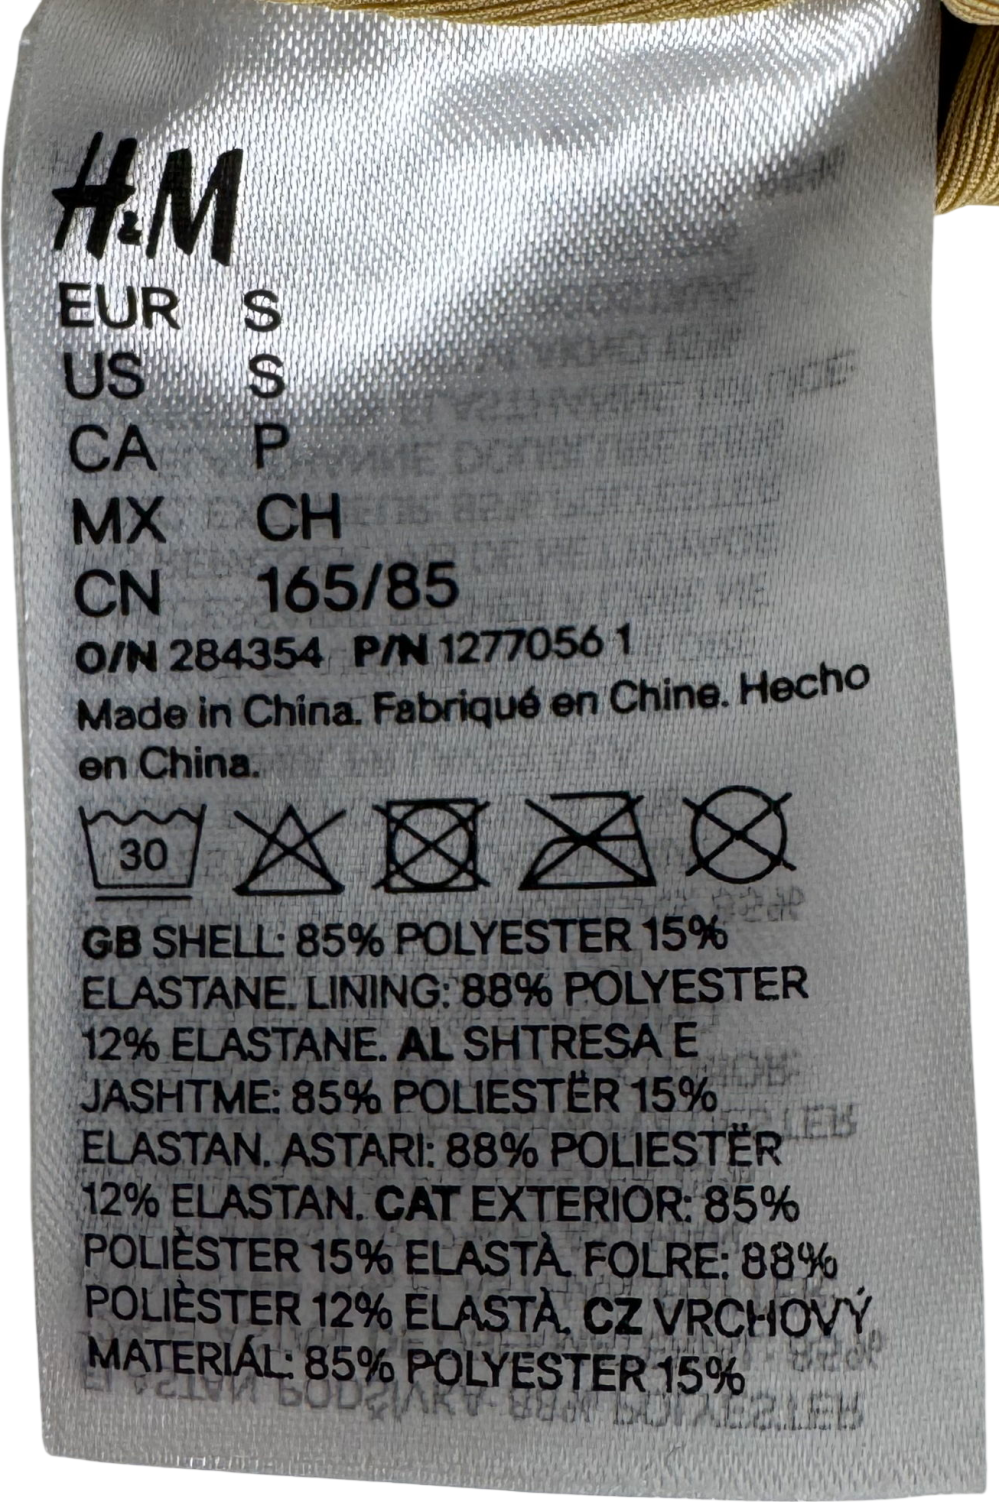 H&M
EUR S
US S
CA P
MX CH
CN 165/85
O/N 284354 P/N 1277056 1
Made in China. Fabriqué en Chine. Hecho
en China.
30
GB SHELL: 85% POLYESTER 15%
ELASTANE. LINING: 88% POLYESTER
12% ELASTANE. AL SHTRESA E
JASHTME: 85% POLIESTËR 15%
ELASTAN. ASTARI: 88% POLIESTËR
12% ELASTAN. CAT EXTERIOR: 85%
POLIÈSTER 15% ELASTÀ. FOLRE: 88%
POLIÈSTER 12% ELASTÀ. CZ VRCHOVÝ
MATERIÁL: 85% POLYESTER 15%